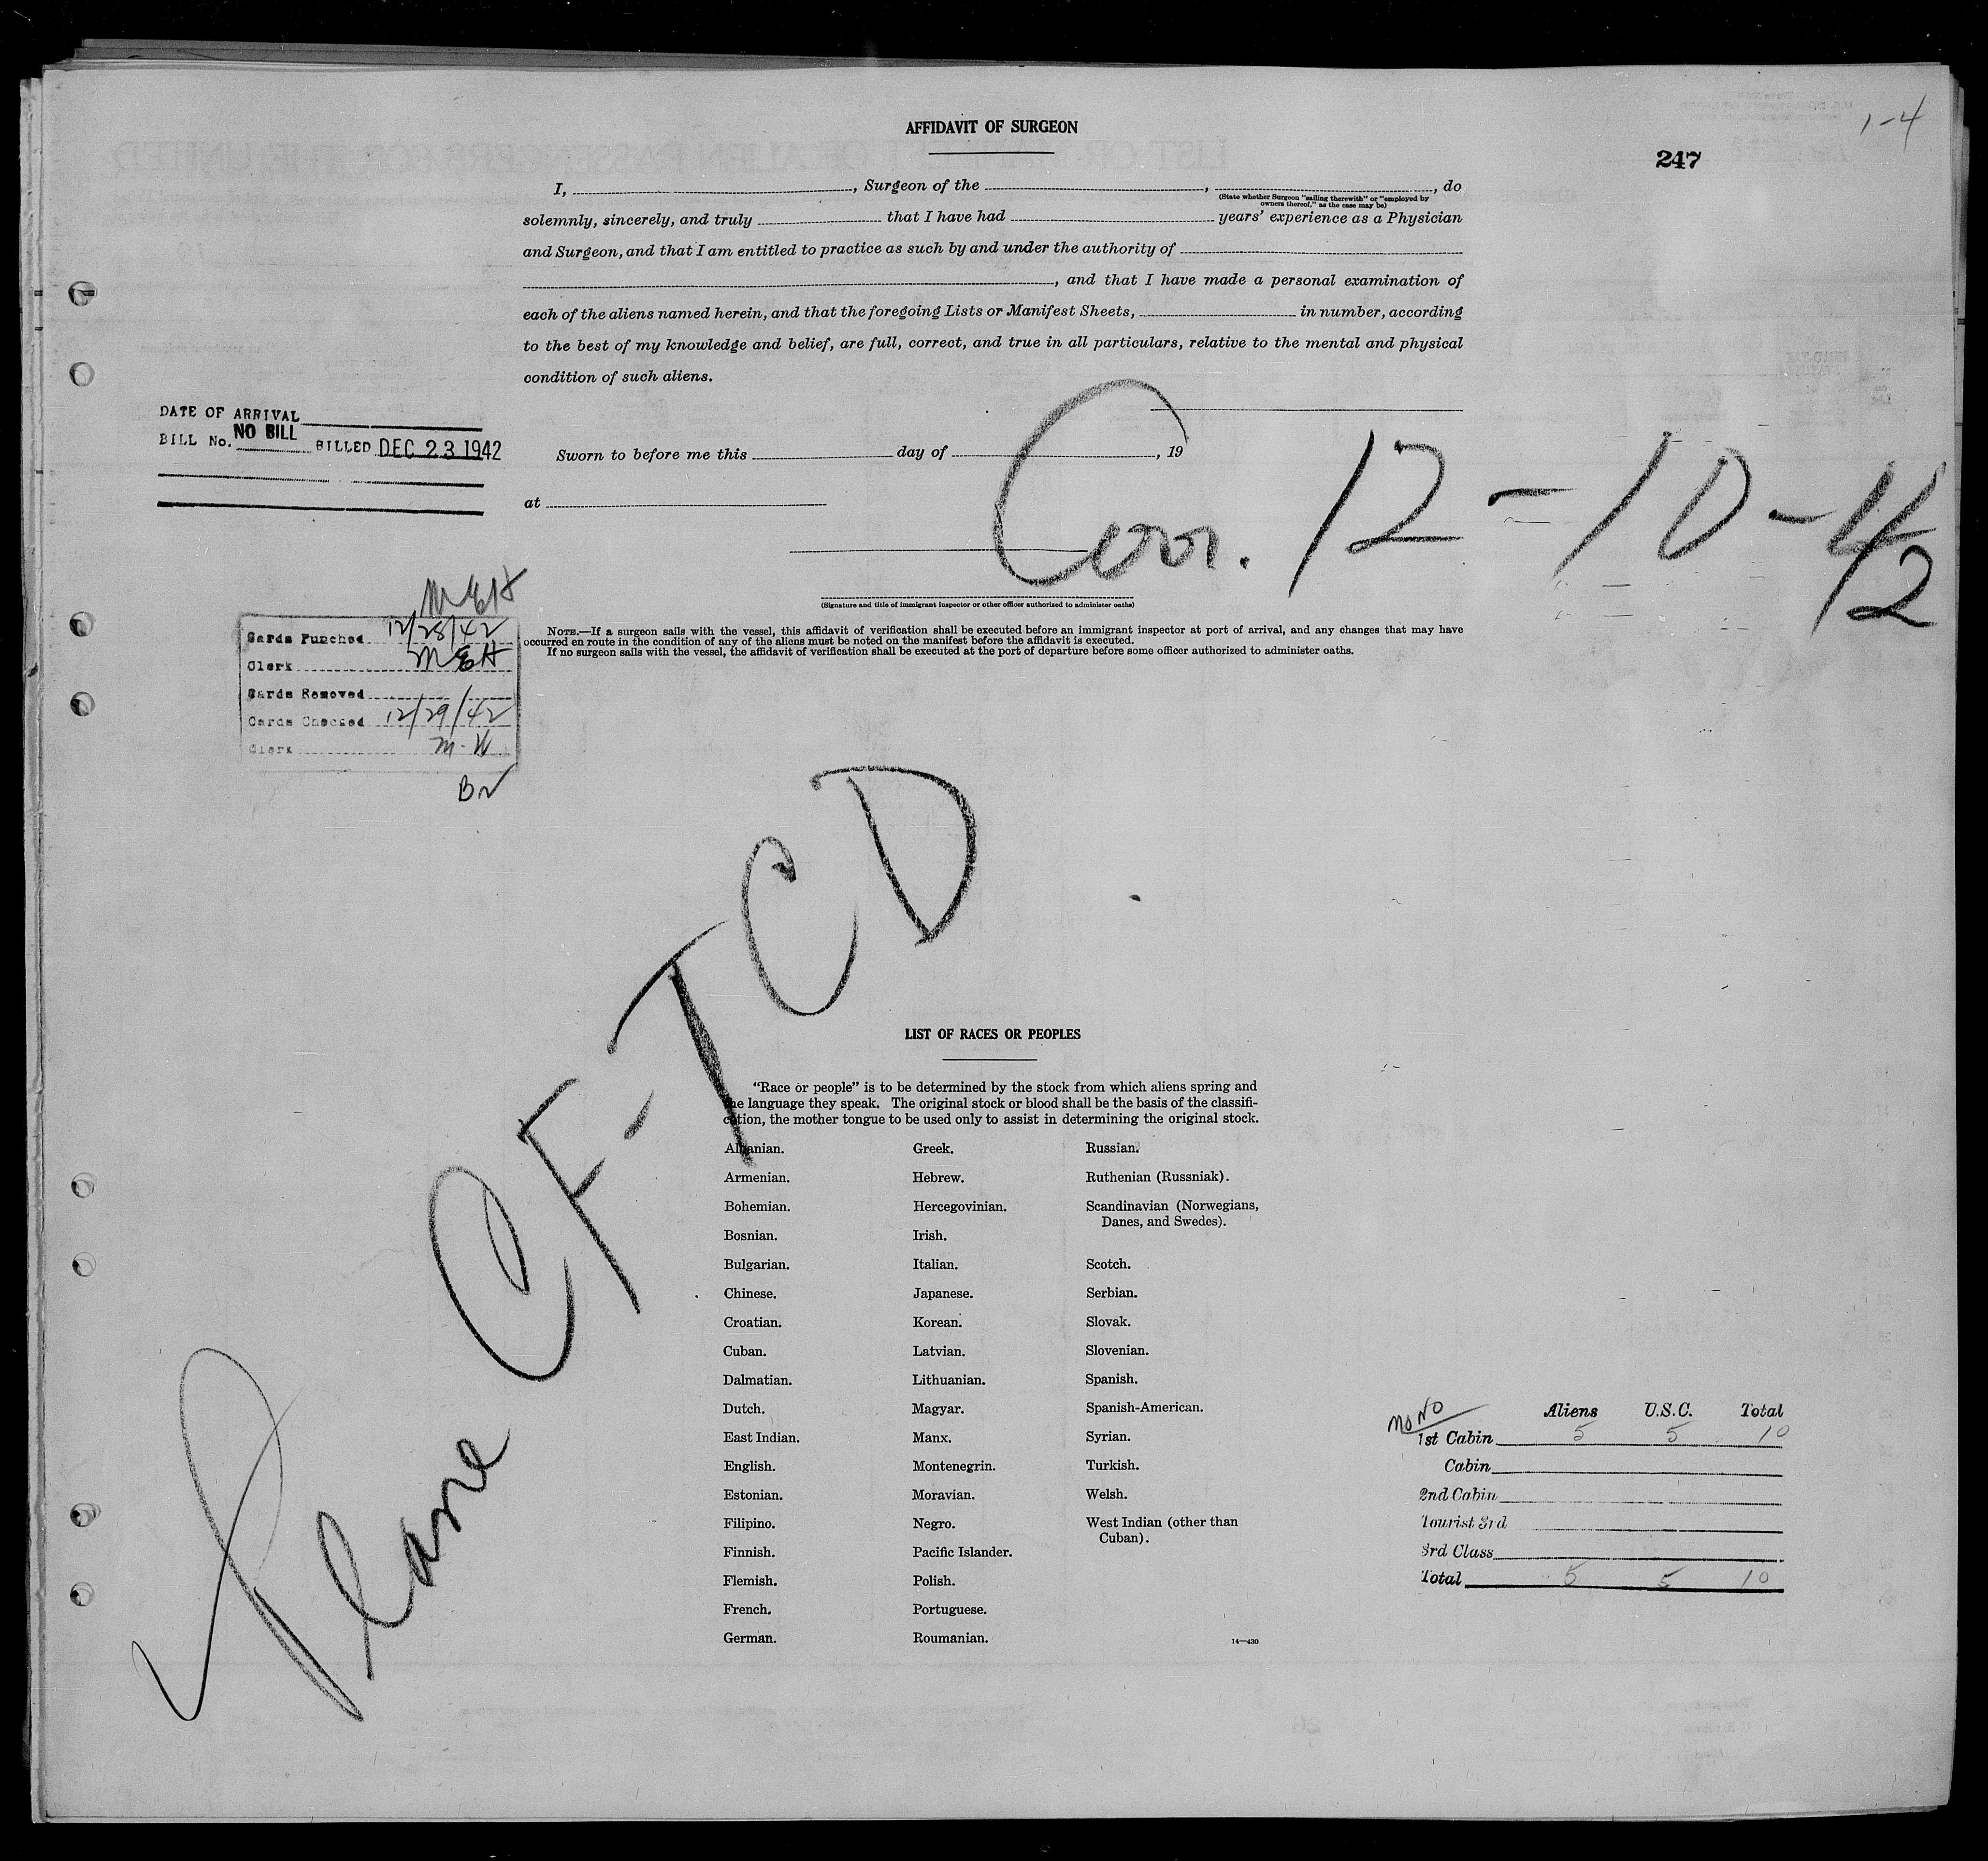 AFFIDAVIT OF SURGEON
1-4
247
I, , Surgeon of the , , do
(State whether Surgeon "sailing therewith" or "employed by
owners thereof," as the case may be)
solemnly, sincerely, and truly that I have had years' experience as a Physician
and Surgeon, and that I am entitled to practice as such by and under the authority of
, and that I have made a personal examination of
each of the aliens named herein, and that the foregoing Lists or Manifest Sheets, in number, according
to the best of my knowledge and belief, are full, correct, and true in all particulars, relative to the mental and physical
condition of such aliens.
DATE OF ARRIVAL
BILL No. NO BILL BILLED DEC 23 1942
Sworn to before me this day of , 19
at
Corr. 12-10-42
(Signature and title of immigrant inspector or other officer authorized to administer oaths)
NOTE.—If a surgeon sails with the vessel, this affidavit of verification shall be executed before an immigrant inspector at port of arrival, and any changes that may have
occurred en route in the condition of any of the aliens must be noted on the manifest before the affidavit is executed.
If no surgeon sails with the vessel, the affidavit of verification shall be executed at the port of departure before some officer authorized to administer oaths.
MEH
Cards Punched 12/28/42
Clerk MEH
Cards Removed
Cards Checked 12/29/42
Clerk M-W
Plane CF-TCD
LIST OF RACES OR PEOPLES
"Race or people" is to be determined by the stock from which aliens spring and
the language they speak. The original stock or blood shall be the basis of the classifi-
cation, the mother tongue to be used only to assist in determining the original stock.
Albanian. Greek. Russian.
Armenian. Hebrew. Ruthenian (Russniak).
Bohemian. Hercegovinian. Scandinavian (Norwegians,
Danes, and Swedes).
Bosnian. Irish.
Bulgarian. Italian. Scotch.
Chinese. Japanese. Serbian.
Croatian. Korean. Slovak.
Cuban. Latvian. Slovenian.
Dalmatian. Lithuanian. Spanish.
Dutch. Magyar. Spanish-American.
East Indian. Manx. Syrian.
English. Montenegrin. Turkish.
Estonian. Moravian. Welsh.
Filipino. Negro. West Indian (other than
Cuban).
Finnish. Pacific Islander.
Flemish. Polish.
French. Portuguese.
German. Roumanian.
14—430
Aliens U.S.C. Total
1st Cabin 5 5 10
Cabin
2nd Cabin
Tourist 3rd
3rd Class
Total 5 5 10